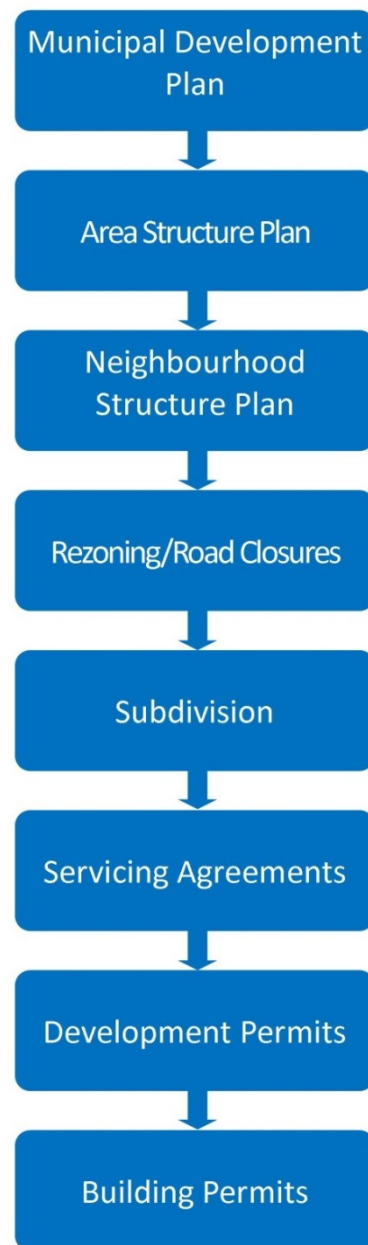 Municipal Development
Plan
Area Structure Plan
Neighbourhood
Structure Plan
Rezoning/Road Closures
Subdivision
Servicing Agreements
Development Permits
Building Permits